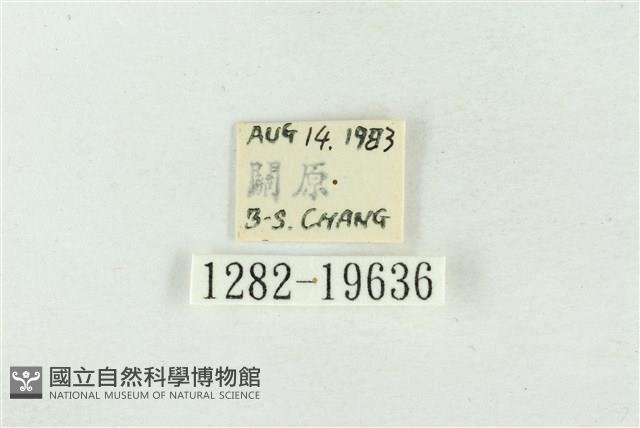 AUG 14. 1983
關原
B-S. CHANG
1282-19636
國立自然科學博物館
NATIONAL MUSEUM OF NATURAL SCIENCE